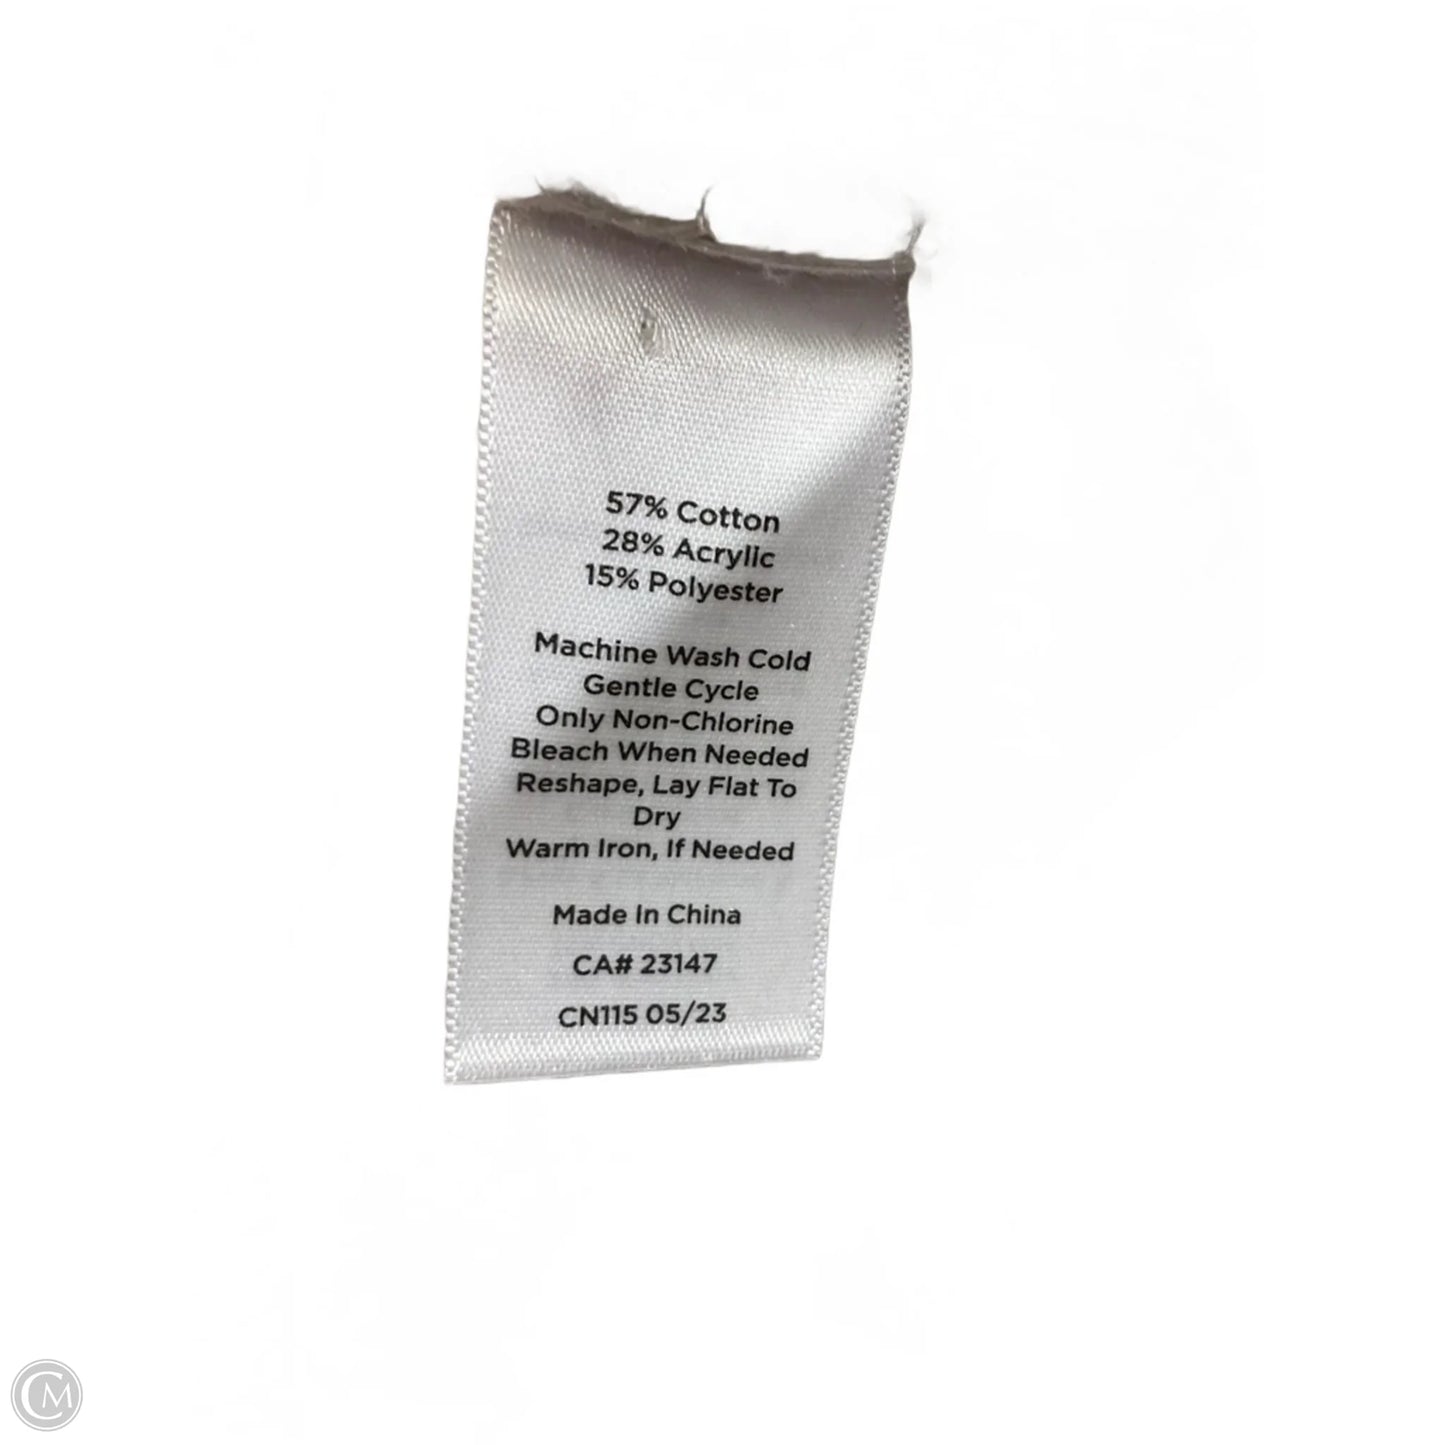 57% Cotton
28% Acrylic
15% Polyester
Machine Wash Cold
Gentle Cycle
Only Non-Chlorine
Bleach When Needed
Reshape, Lay Flat To
Dry
Warm Iron, If Needed
Made In China
CA# 23147
CN115 05/23
CM